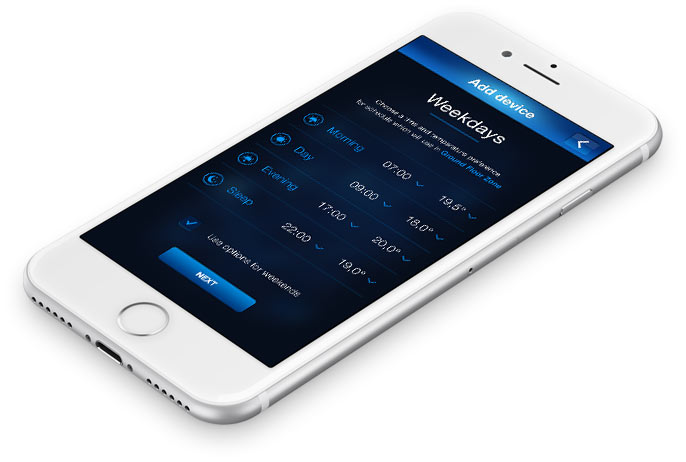 Add device
Weekdays
Choose a time and temperature preference
for schedule which will use in Ground Floor Zone
Morning 07:00 19,5°
Day 09:00 18,0°
Evening 17:00 20,0°
Sleep 22:00 19,0°
Use options for weekends
NEXT